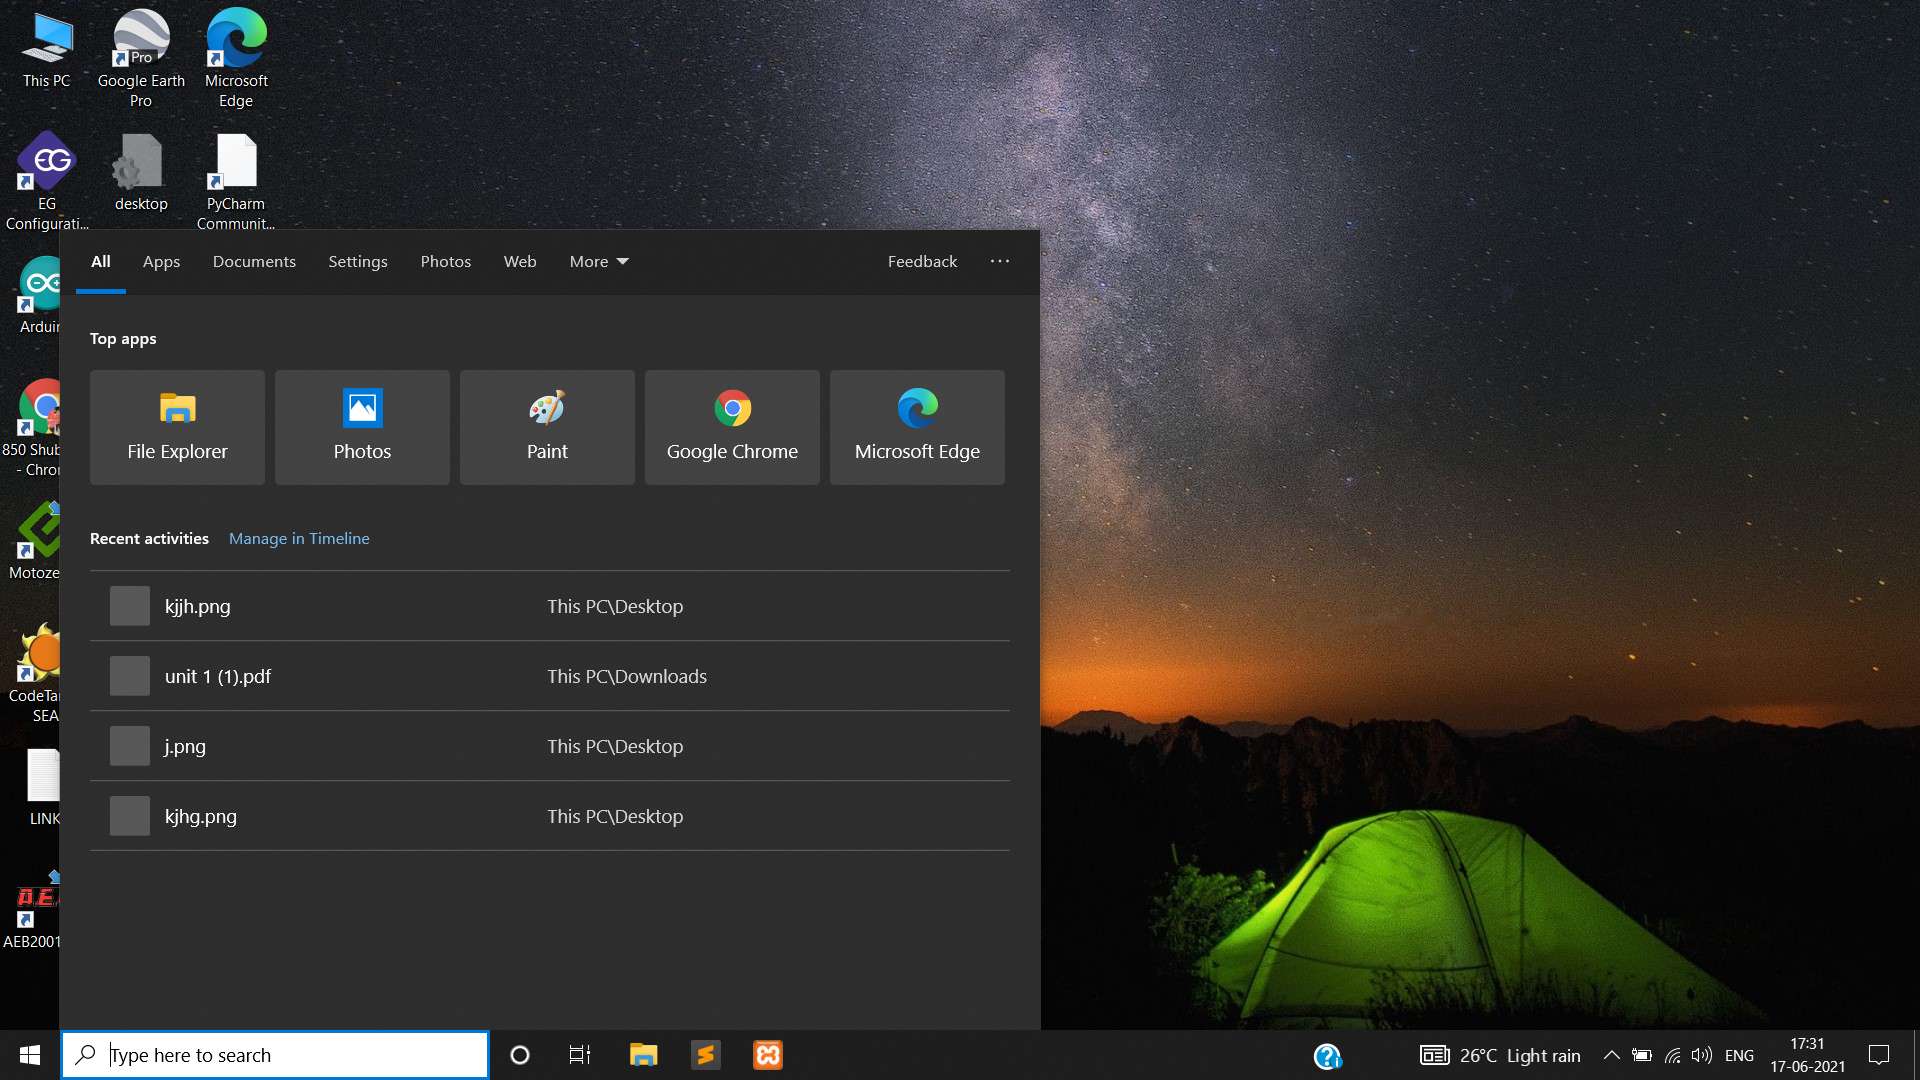 This PC
Google Earth
Pro
Pro
Microsoft
Edge
EG
EG
Configurati...
desktop
PyCharm
Communit...
Arduin
850 Shub
- Chron
Motoze
CodeTan
SEA
LINK
AEB2001
All Apps Documents Settings Photos Web More Feedback ...
Top apps
File Explorer
Photos
Paint
Google Chrome
Microsoft Edge
Recent activities Manage in Timeline
kjjh.png This PC\Desktop
unit 1 (1).pdf This PC\Downloads
j.png This PC\Desktop
kjhg.png This PC\Desktop
Type here to search
26°C Light rain
ENG
17:31
17-06-2021